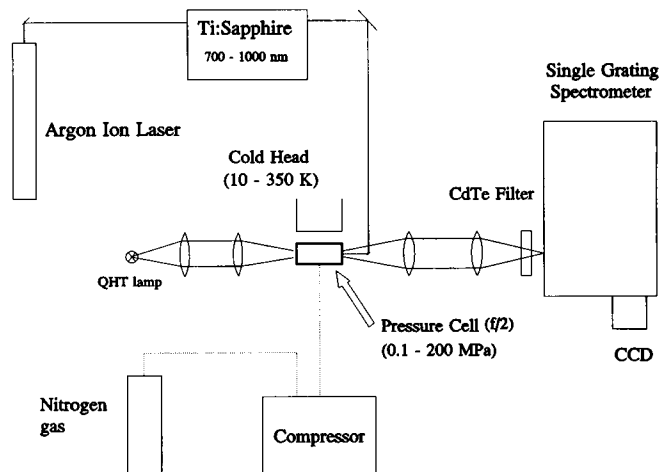 Ti:Sapphire
700 - 1000 nm
Single Grating
Spectrometer
Argon Ion Laser
Cold Head
(10 - 350 K)
CdTe Filter
QHT lamp
Pressure Cell (f/2)
(0.1 - 200 MPa)
CCD
Nitrogen
gas
Compressor